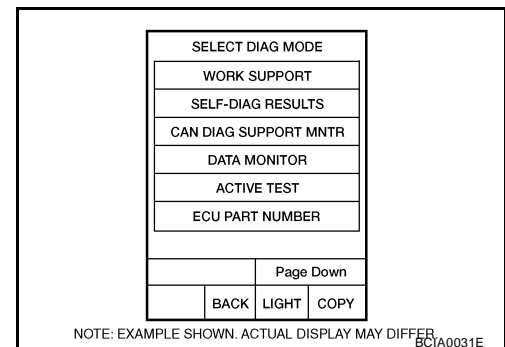 SELECT DIAG MODE
WORK SUPPORT
SELF-DIAG RESULTS
CAN DIAG SUPPORT MNTR
DATA MONITOR
ACTIVE TEST
ECU PART NUMBER
Page Down
BACK LIGHT COPY
NOTE: EXAMPLE SHOWN. ACTUAL DISPLAY MAY DIFFER.
BCIA0031E